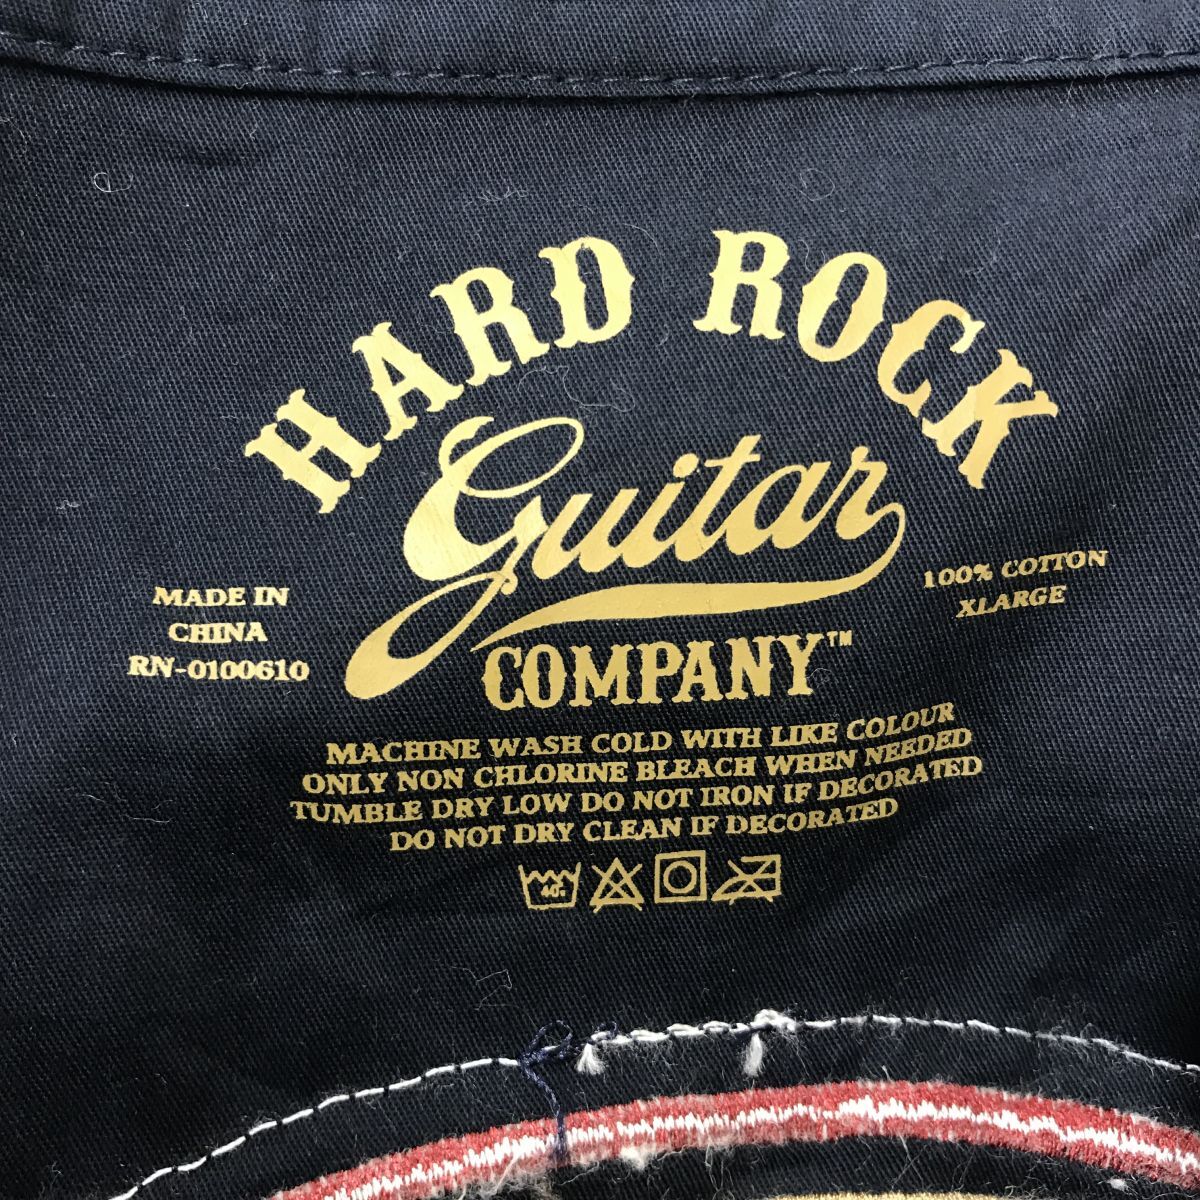 HARD ROCK
Guitar
COMPANY™
MADE IN
CHINA
RN-0100610
100% COTTON
XLARGE
MACHINE WASH COLD WITH LIKE COLOUR
ONLY NON CHLORINE BLEACH WHEN NEEDED
TUMBLE DRY LOW DO NOT IRON IF DECORATED
DO NOT DRY CLEAN IF DECORATED
40°